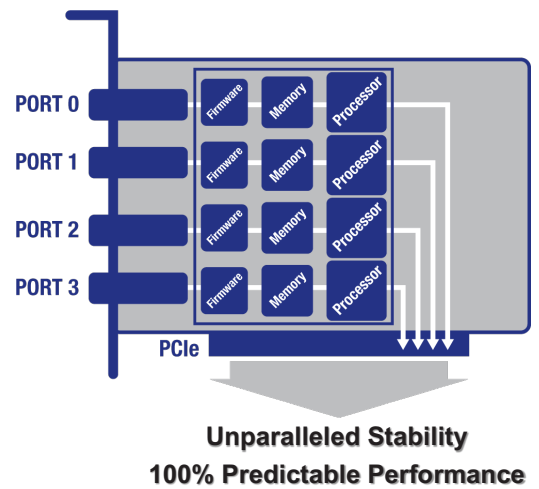 PORT 0 Firmware Memory Processor
PORT 1 Firmware Memory Processor
PORT 2 Firmware Memory Processor
PORT 3 Firmware Memory Processor
PCIe
Unparalleled Stability
100% Predictable Performance